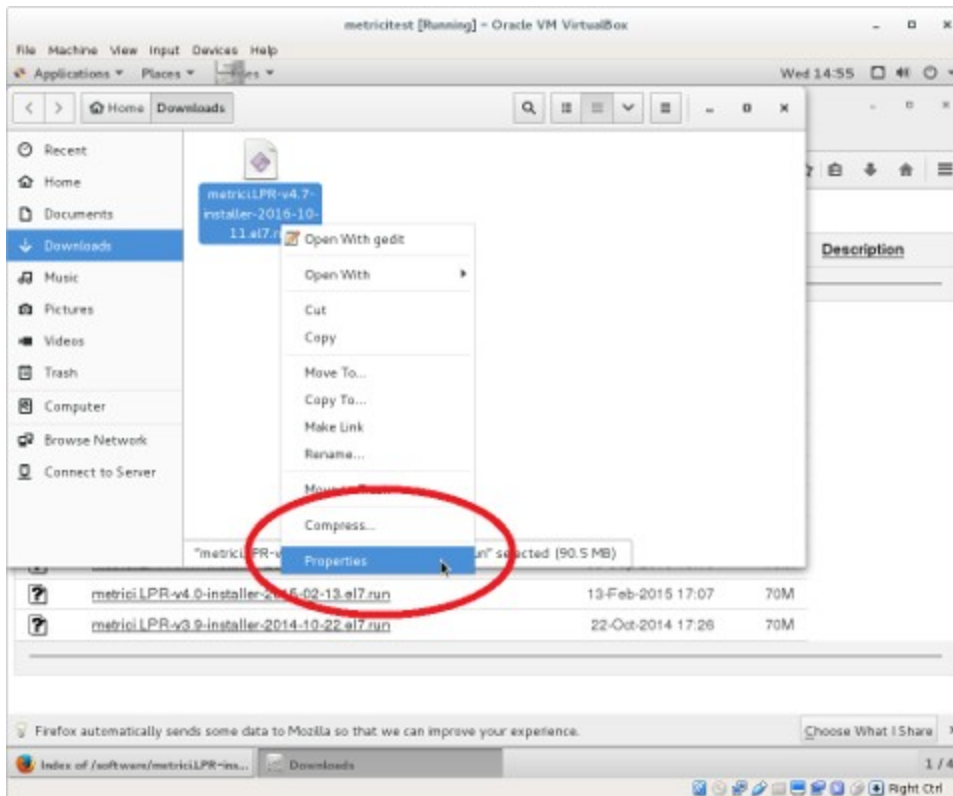 metricitest [Running] - Oracle VM VirtualBox
File Machine View Input Devices Help
Applications Places Files
Wed 14:55
Home Downloads
Recent
Home
Documents
Downloads
Music
Pictures
Videos
Trash
Computer
Browse Network
Connect to Server
metrici.LPR-v4.7-
installer-2016-10-
11.el7.r
Open With gedit
Open With
Cut
Copy
Move To...
Copy To...
Make Link
Rename...
Compress...
Properties
"metrici.LPR-v un" selected (90.5 MB)
Description
metrici.LPR-v4.0-installer-2015-02-13.el7.run 13-Feb-2015 17:07 70M
metrici.LPR-v3.9-installer-2014-10-22.el7.run 22-Oct-2014 17:26 70M
Firefox automatically sends some data to Mozilla so that we can improve your experience.
Choose What I Share
Index of /software/metrici.LPR-ins... Downloads
1 / 4
Right Ctrl